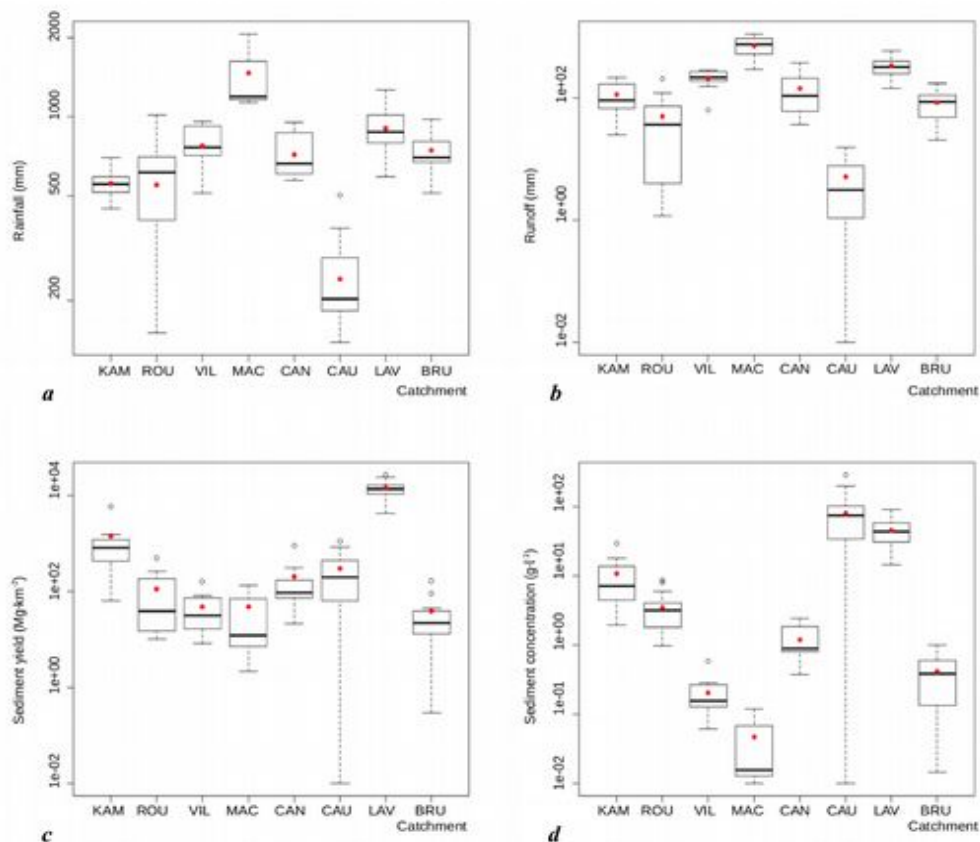 2000
1000
500
200
Rainfall (mm)
KAM ROU VIL MAC CAN CAU LAV BRU
Catchment
a
1e+02
1e+00
1e-02
Runoff (mm)
KAM ROU VIL MAC CAN CAU LAV BRU
Catchment
b
1e+04
1e+02
1e+00
1e-02
Sediment yield (Mg·km⁻²)
KAM ROU VIL MAC CAN CAU LAV BRU
Catchment
c
1e+02
1e+01
1e+00
1e-01
1e-02
Sediment concentration (g·l⁻¹)
KAM ROU VIL MAC CAN CAU LAV BRU
Catchment
d